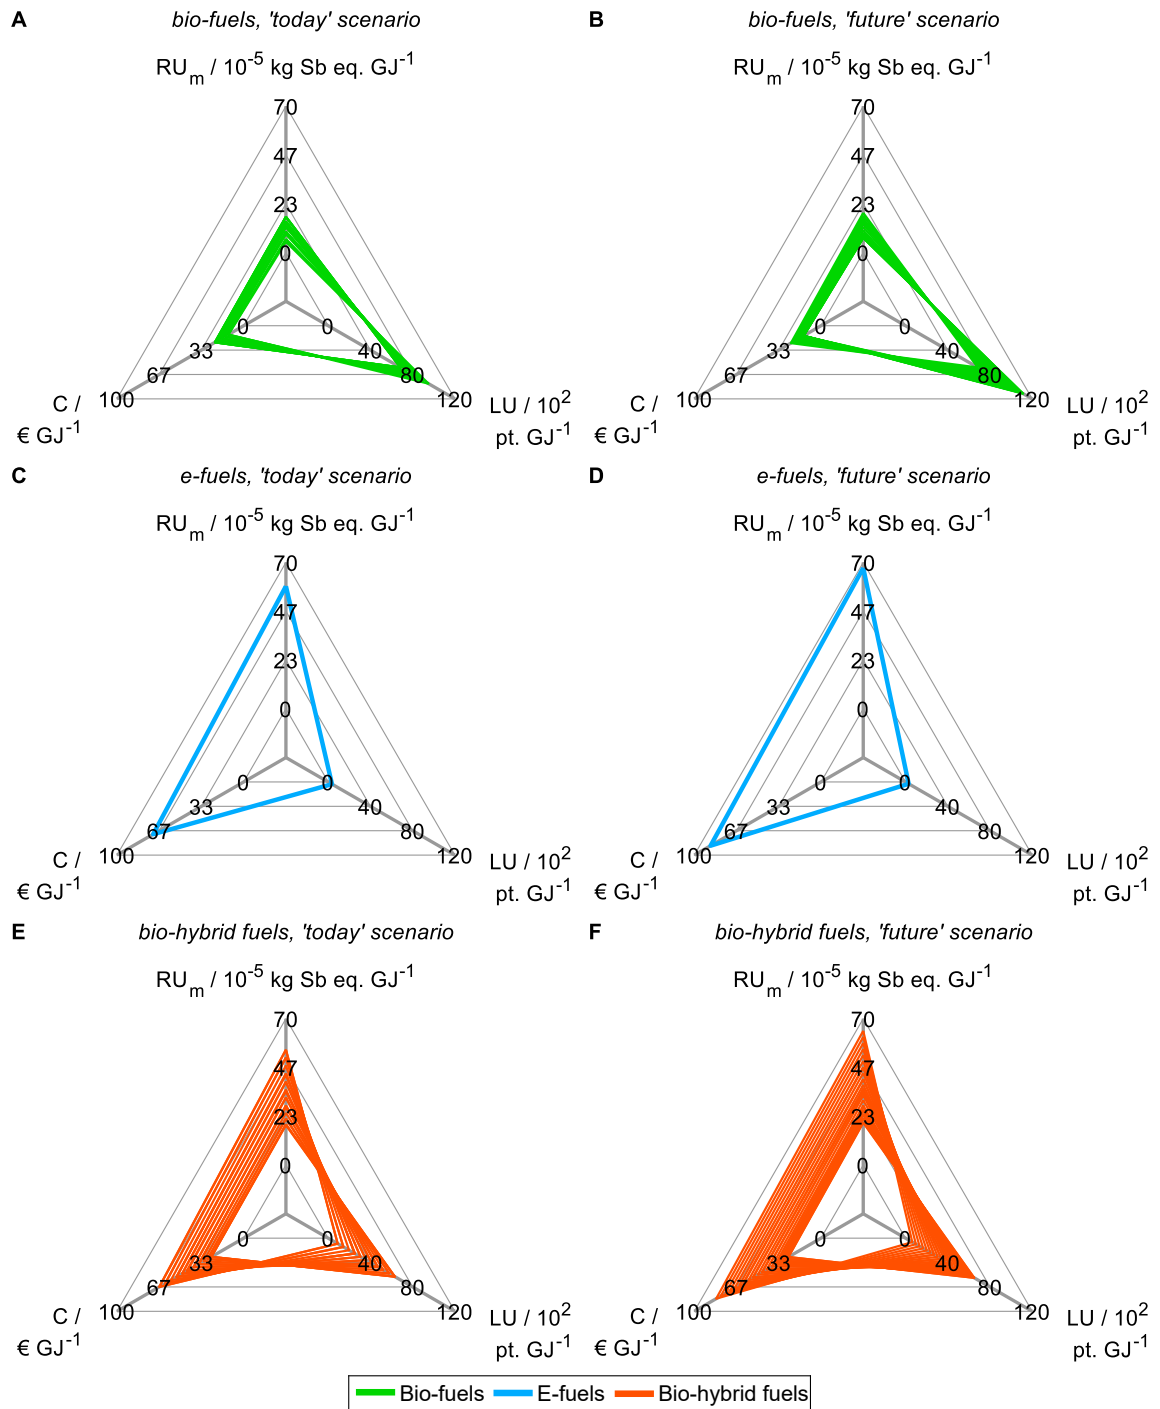 A bio-fuels, 'today' scenario
RUm / 10-5 kg Sb eq. GJ-1
70
47
23
0
0 0
33 40
67 80
100 120
C /
€ GJ-1
LU / 102
pt. GJ-1
B bio-fuels, 'future' scenario
RUm / 10-5 kg Sb eq. GJ-1
70
47
23
0
0 0
33 40
67 80
100 120
C /
€ GJ-1
LU / 102
pt. GJ-1
C e-fuels, 'today' scenario
RUm / 10-5 kg Sb eq. GJ-1
70
47
23
0
0 0
33 40
67 80
100 120
C /
€ GJ-1
LU / 102
pt. GJ-1
D e-fuels, 'future' scenario
RUm / 10-5 kg Sb eq. GJ-1
70
47
23
0
0 0
33 40
67 80
100 120
C /
€ GJ-1
LU / 102
pt. GJ-1
E bio-hybrid fuels, 'today' scenario
RUm / 10-5 kg Sb eq. GJ-1
70
47
23
0
0 0
33 40
67 80
100 120
C /
€ GJ-1
LU / 102
pt. GJ-1
F bio-hybrid fuels, 'future' scenario
RUm / 10-5 kg Sb eq. GJ-1
70
47
23
0
0 0
33 40
67 80
100 120
C /
€ GJ-1
LU / 102
pt. GJ-1
Bio-fuels E-fuels Bio-hybrid fuels